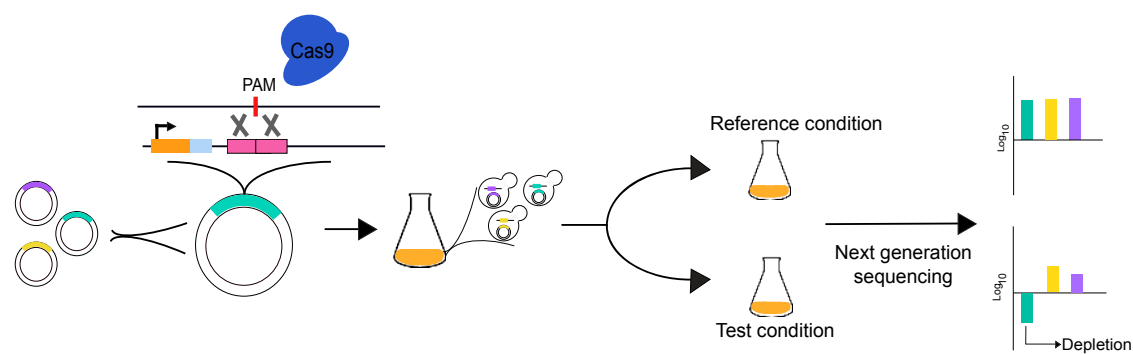 Cas9
PAM
Reference condition
Test condition
Next generation
sequencing
Log10
Log10
Depletion